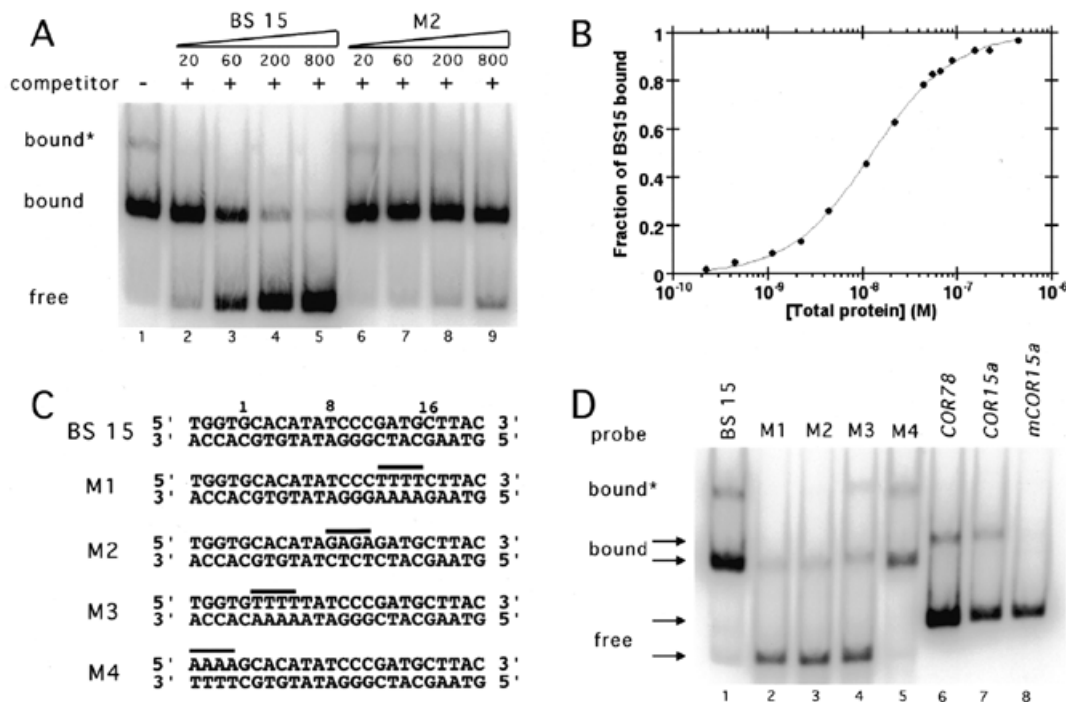 A
BS 15 M2
20 60 200 800 20 60 200 800
competitor - + + + + + + + +
bound*
bound
free
1 2 3 4 5 6 7 8 9
B
Fraction of BS15 bound
1
0.8
0.6
0.4
0.2
0
10-10 10-9 10-8 10-7 10-6
[Total protein] (M)
C
1 8 16
BS 15 5' TGGTGCACATATCCCGATGCTTAC 3'
3' ACCACGTGTATAGGGCTACGAATG 5'
M1 5' TGGTGCACATATCCCTTTTCTTAC 3'
3' ACCACGTGTATAGGGAAAAGAATG 5'
M2 5' TGGTGCACATAGAGAGATGCTTAC 3'
3' ACCACGTGTATCTCTCTACGAATG 5'
M3 5' TGGTGTTTTTATCCCGATGCTTAC 3'
3' ACCACAAAAATAGGGCTACGAATG 5'
M4 5' AAAAGCACATATCCCGATGCTTAC 3'
3' TTTTCGTGTATAGGGCTACGAATG 5'
D
probe BS 15 M1 M2 M3 M4 COR78 COR15a mCOR15a
bound*
bound
free
1 2 3 4 5 6 7 8